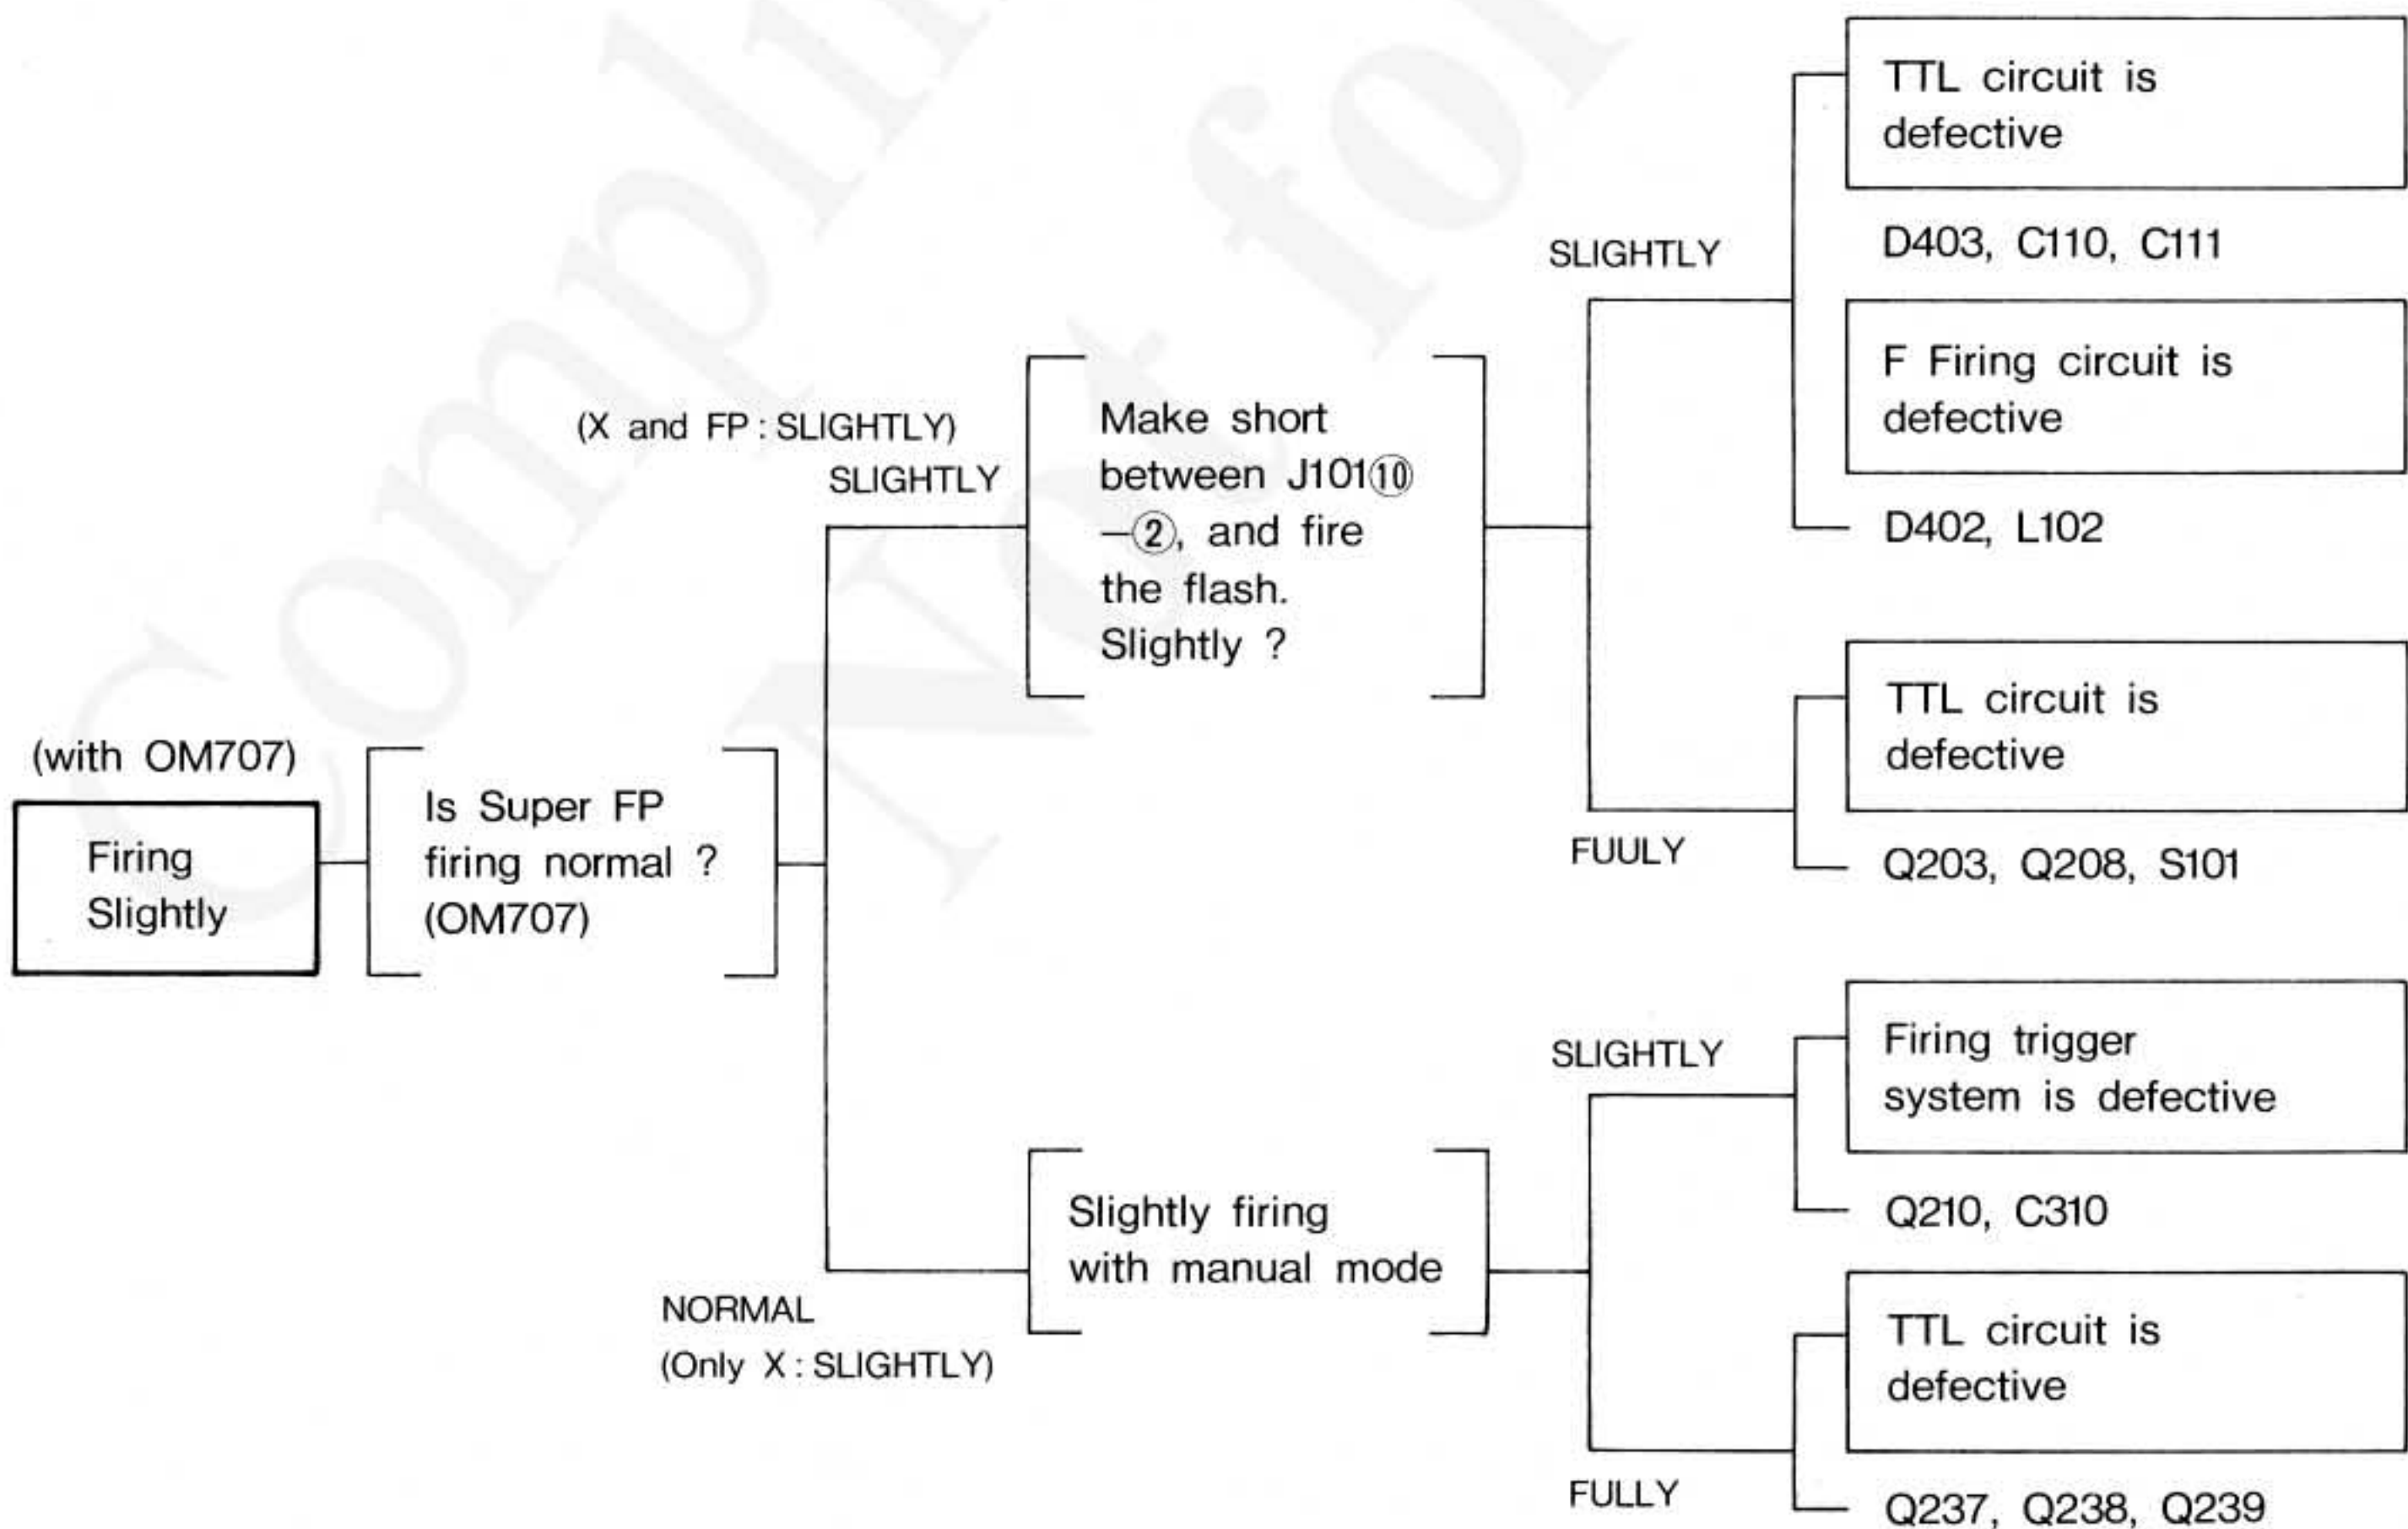 (with OM707)
Firing
Slightly
Is Super FP
firing normal ?
(OM707)
(X and FP : SLIGHTLY)
SLIGHTLY
Make short
between J101⑩
—②, and fire
the flash.
Slightly ?
SLIGHTLY
TTL circuit is
defective
D403, C110, C111
F Firing circuit is
defective
D402, L102
FUULY
TTL circuit is
defective
Q203, Q208, S101
NORMAL
(Only X : SLIGHTLY)
Slightly firing
with manual mode
SLIGHTLY
Firing trigger
system is defective
Q210, C310
FULLY
TTL circuit is
defective
Q237, Q238, Q239
Not for